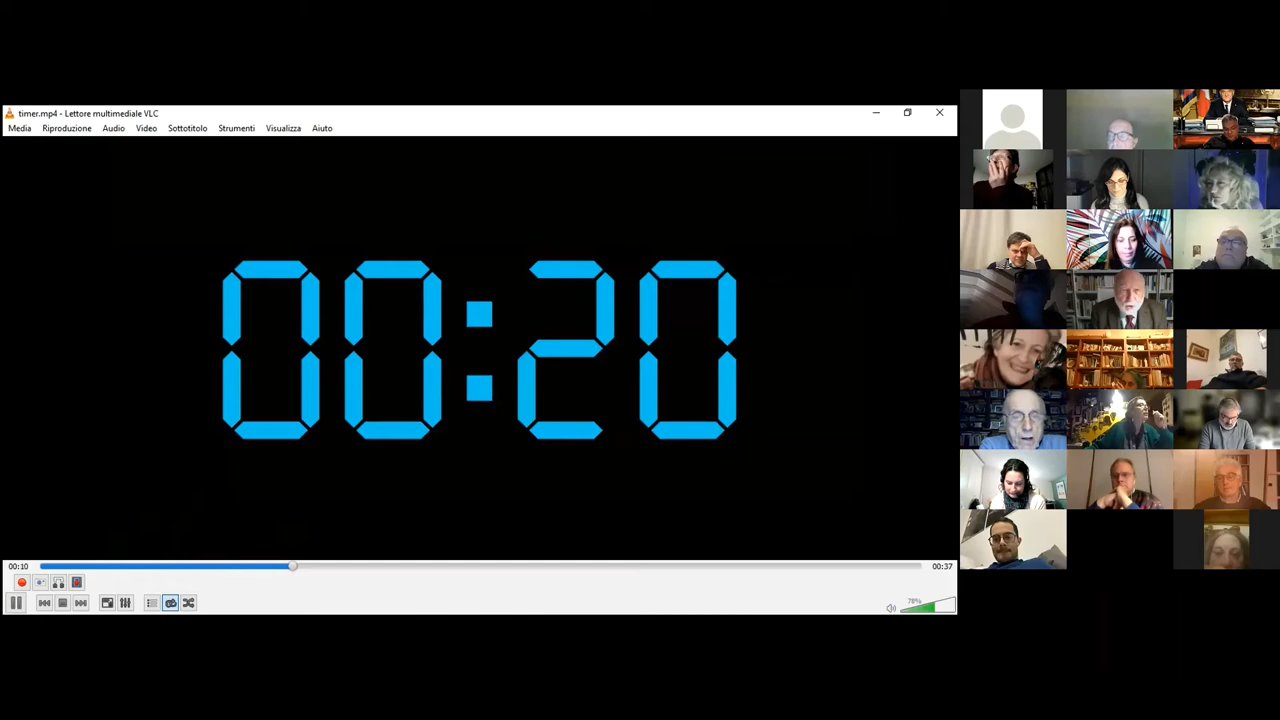 timer.mp4 - Lettore multimediale VLC
Media Riproduzione Audio Video Sottotitolo Strumenti Visualizza Aiuto
00:20
00:10 00:37
78%